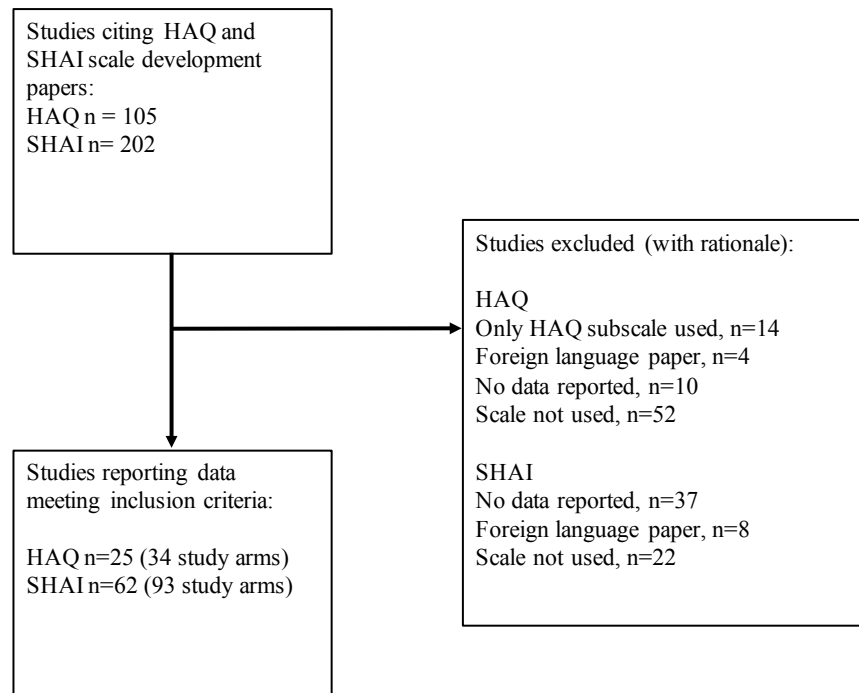 Studies citing HAQ and
SHAI scale development
papers:
HAQ n = 105
SHAI n= 202
Studies excluded (with rationale):
HAQ
Only HAQ subscale used, n=14
Foreign language paper, n=4
No data reported, n=10
Scale not used, n=52
SHAI
No data reported, n=37
Foreign language paper, n=8
Scale not used, n=22
Studies reporting data
meeting inclusion criteria:
HAQ n=25 (34 study arms)
SHAI n=62 (93 study arms)